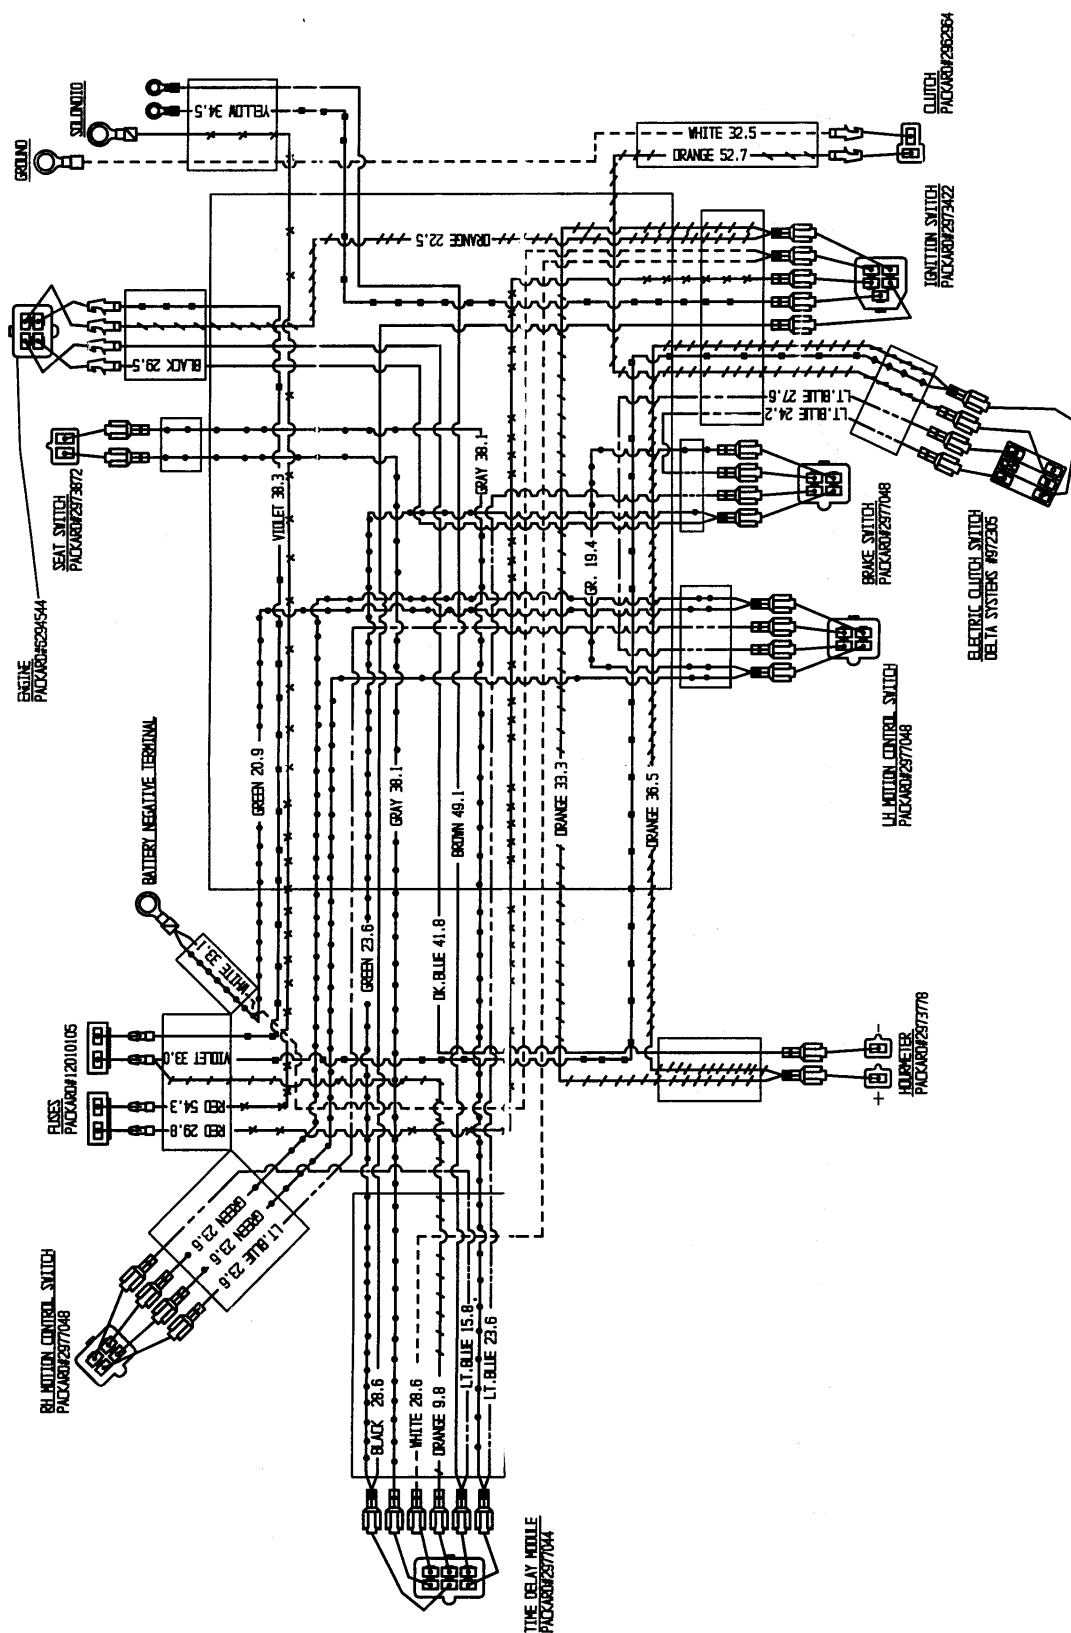 GROUND
SOLONOID
YELLOW 34.5
WHITE 32.5
ORANGE 52.7
CLUTCH
PACKARD#2962964
IGNITION SWITCH
PACKARD#2973422
ORANGE 22.5
ENGINE
PACKARD#6294544
BLACK 29.5
SEAT SWITCH
PACKARD#2973872
VIOLET 38.3
GRAY 38.1
LT.BLUE 27.6
LT.BLUE 24.2
GR. 19.4
BRAKE SWITCH
PACKARD#2977048
ELECTRIC CLUTCH SWITCH
DELTA SYSTEMS #972305
BATTERY NEGATIVE TERMINAL
GREEN 20.9
GRAY 38.1
BROWN 49.1
ORANGE 33.3
ORANGE 36.5
LH MOTION CONTROL SWITCH
PACKARD#2977048
WHITE 33.1
GREEN 23.6
DK.BLUE 41.8
FUSES
PACKARD#12010105
VIOLET 33.0
RED 54.3
RED 29.8
HOURMETER
PACKARD#2973778
+
-
RH MOTION CONTROL SWITCH
PACKARD#2977048
GREEN 23.6
GREEN 23.6
LT.BLUE 23.6
BLACK 28.6
WHITE 28.6
ORANGE 9.8
LT.BLUE 15.8
LT.BLUE 23.6
TIME DELAY MODULE
PACKARD#2977044